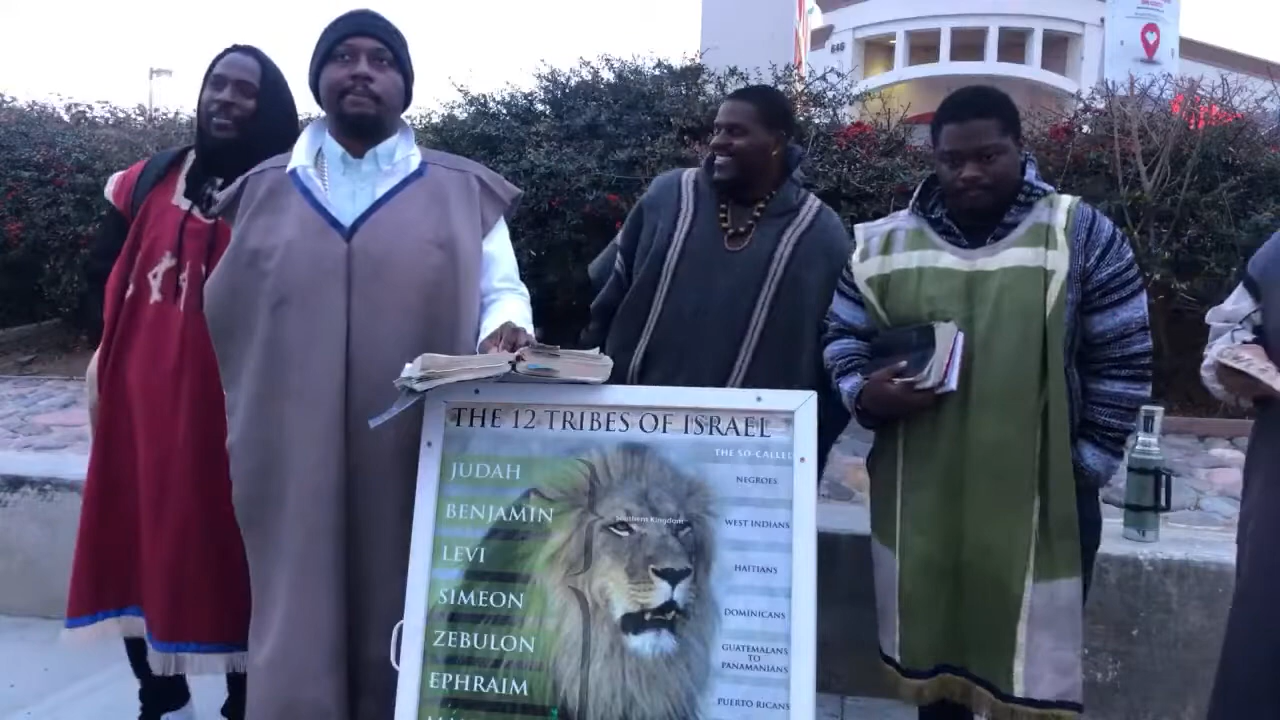 646
THE 12 TRIBES OF ISRAEL
THE SO-CALLED
JUDAH
NEGROES
BENJAMIN
WEST INDIANS
Southern Kingdom
LEVI
HAITIANS
SIMEON
DOMINICANS
ZEBULON
GUATEMALANS
TO
PANAMANIANS
EPHRAIM
PUERTO RICANS